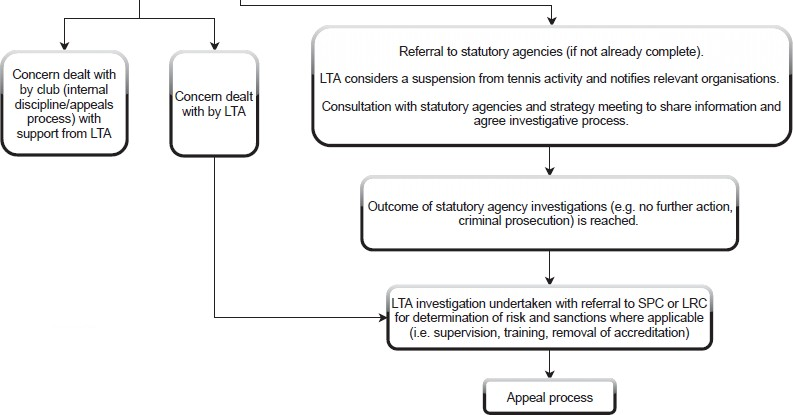 Concern dealt with
by club (internal
discipline/appeals
process) with
support from LTA
Concern dealt
with by LTA
Referral to statutory agencies (if not already complete).
LTA considers a suspension from tennis activity and notifies relevant organisations.
Consultation with statutory agencies and strategy meeting to share information and
agree investigative process.
Outcome of statutory agency investigations (e.g. no further action,
criminal prosecution) is reached.
LTA investigation undertaken with referral to SPC or LRC
for determination of risk and sanctions where applicable
(i.e. supervision, training, removal of accreditation)
Appeal process